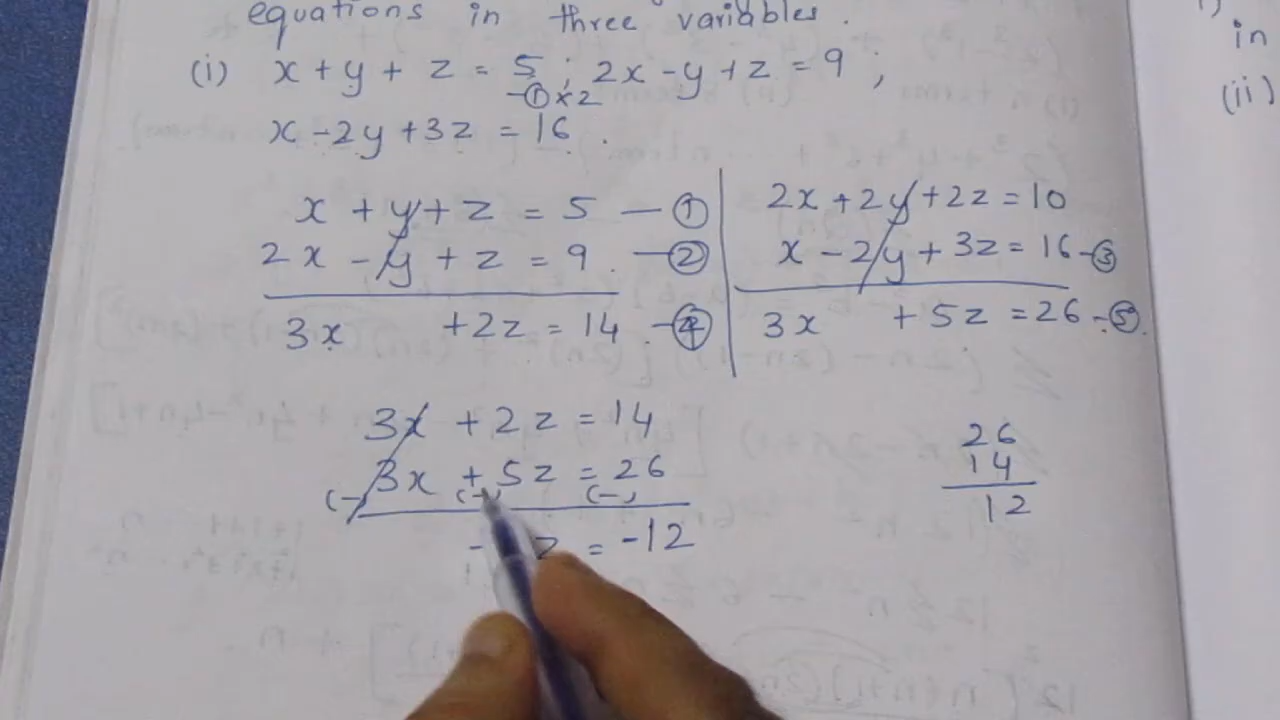 equations in three variables.
(i) x + y + z = 5 ; 2x - y + z = 9 ;
- ① x 2
x - 2y + 3z = 16 .
x + y + z = 5 — ①
2x - y + z = 9 . — ②
3x + 2z = 14 — ④
2x + 2y + 2z = 10
x - 2y + 3z = 16 - ③
3x + 5z = 26 - ⑤.
3x + 2z = 14
3x + 5z = 26
(-) (-) (-)
- z = -12
26
14
12
in
(ii)